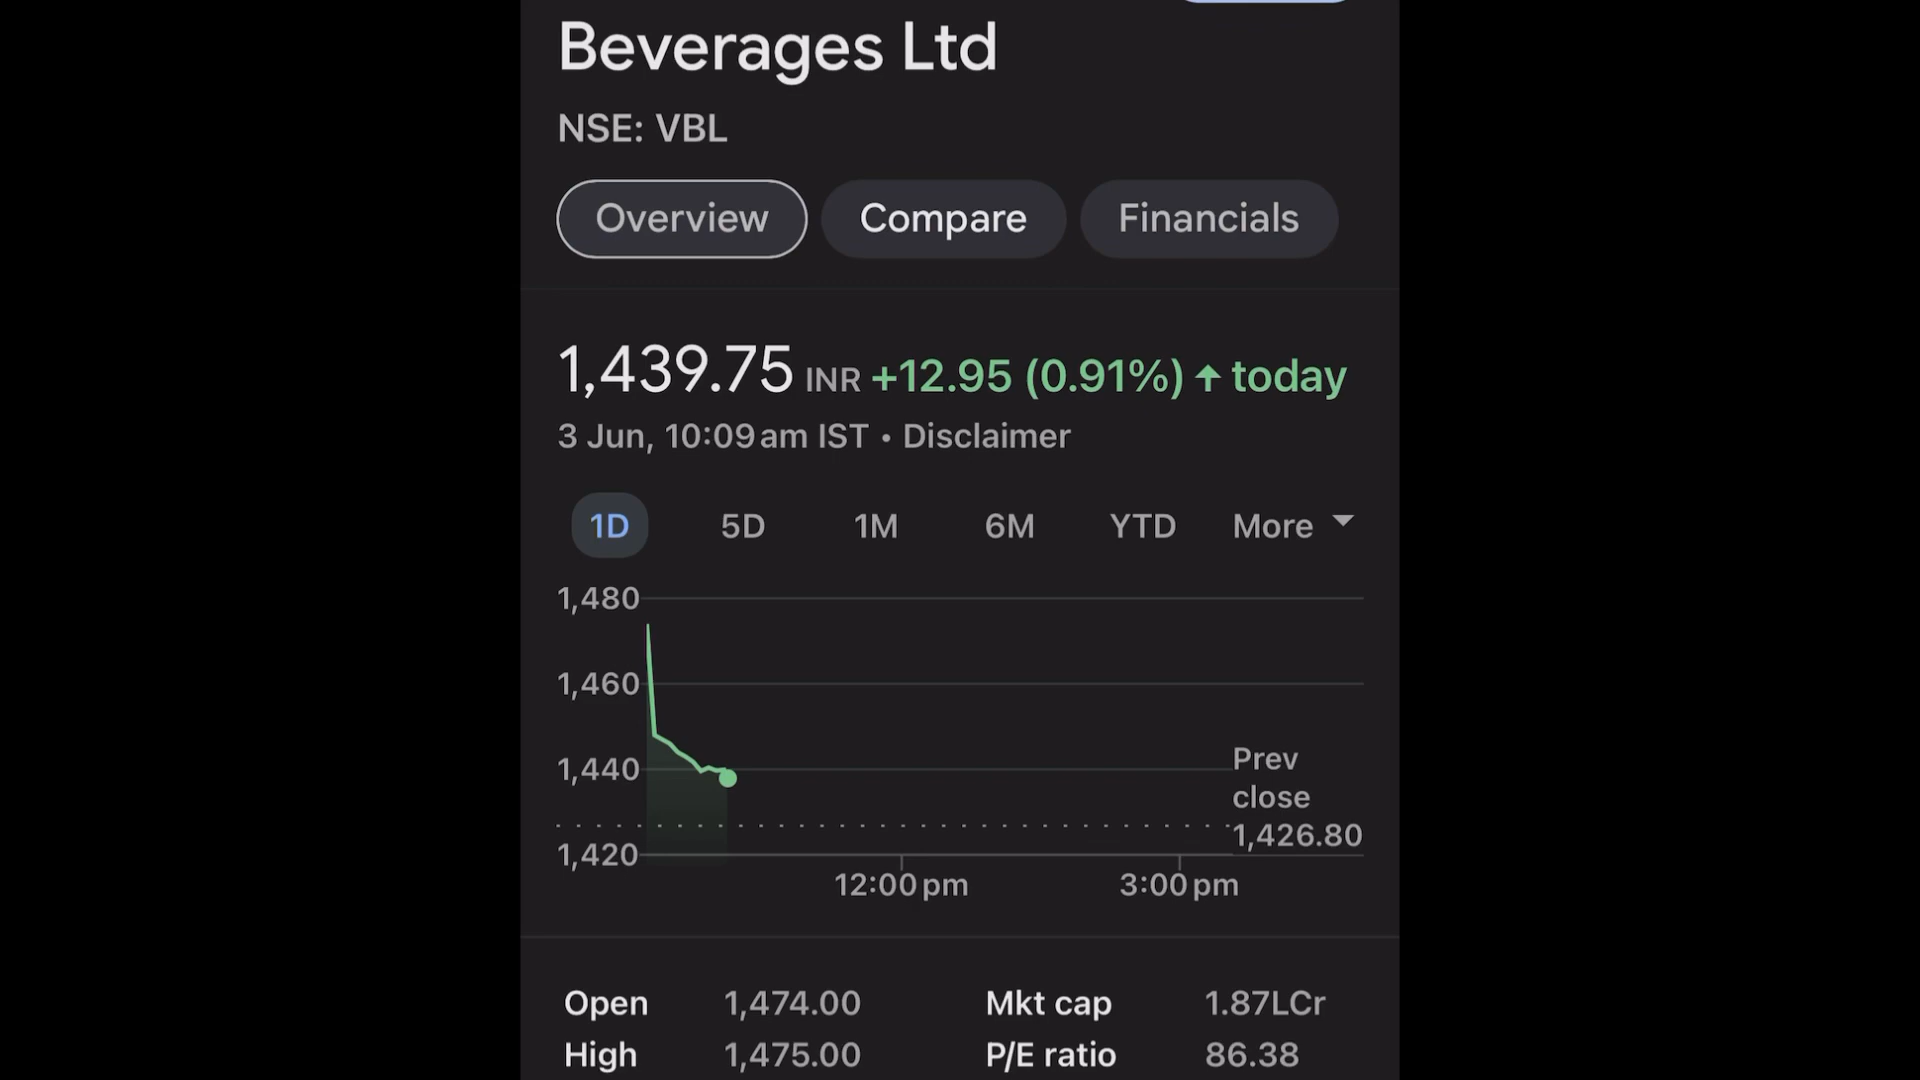 Beverages Ltd
NSE: VBL
Overview Compare Financials
1,439.75 INR +12.95 (0.91%) ↑ today
3 Jun, 10:09 am IST • Disclaimer
1D 5D 1M 6M YTD More
1,480
1,460
1,440
Prev
close
1,426.80
1,420
12:00 pm 3:00 pm
Open 1,474.00 Mkt cap 1.87LCr
High 1,475.00 P/E ratio 86.38